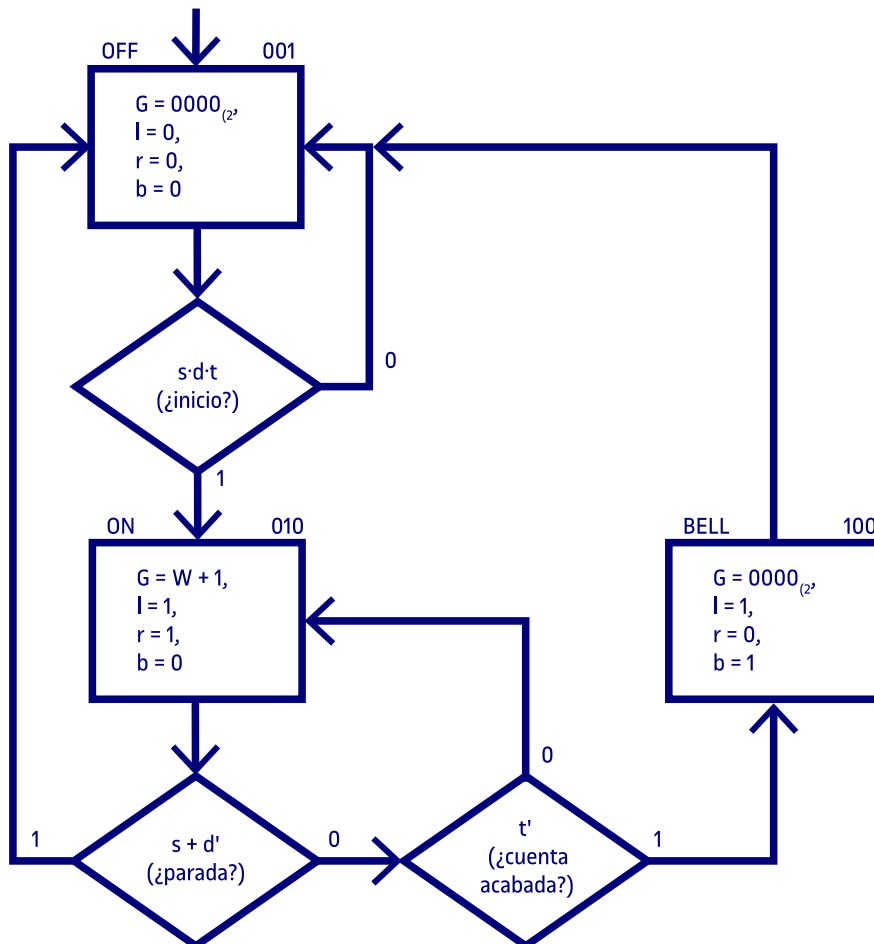 OFF 001
G = 0000(2,
l = 0,
r = 0,
b = 0
s·d·t
(¿inicio?)
0
1
ON 010
G = W + 1,
l = 1,
r = 1,
b = 0
BELL 100
G = 0000(2,
l = 1,
r = 0,
b = 1
s + d'
(¿parada?)
1
0
t'
(¿cuenta
acabada?)
0
1